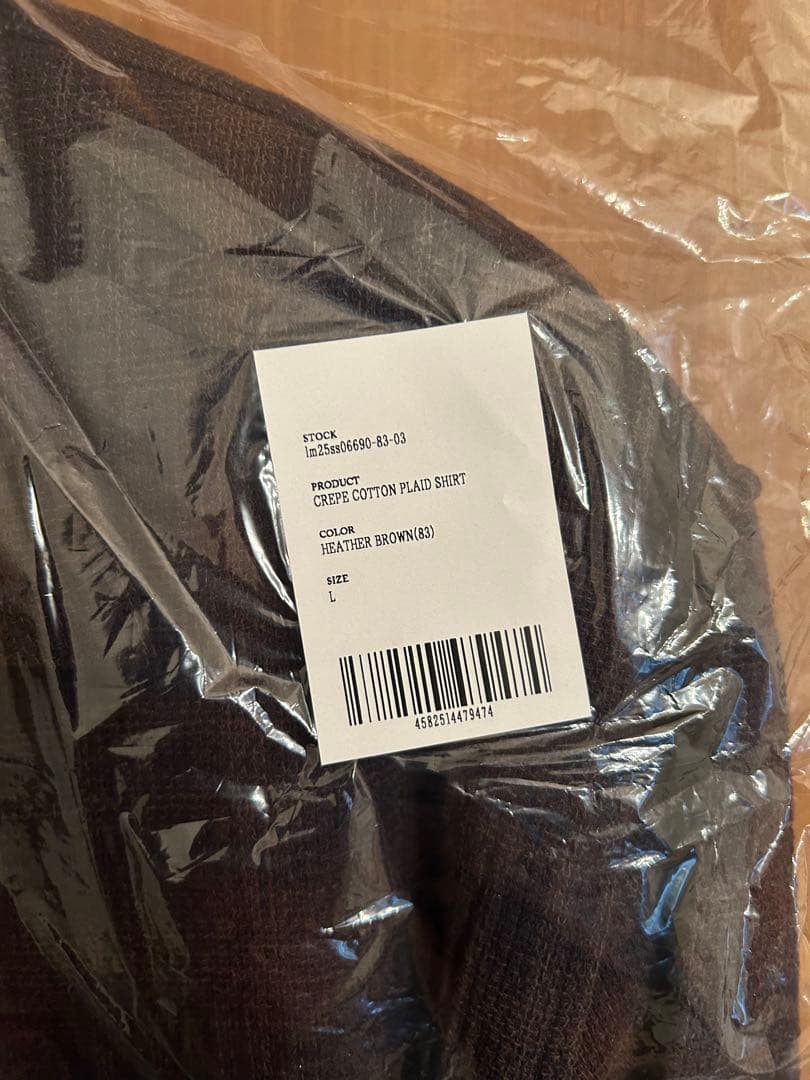 STOCK
lm25ss06690-83-03
PRODUCT
CREPE COTTON PLAID SHIRT
COLOR
HEATHER BROWN(83)
SIZE
L
4582514479474